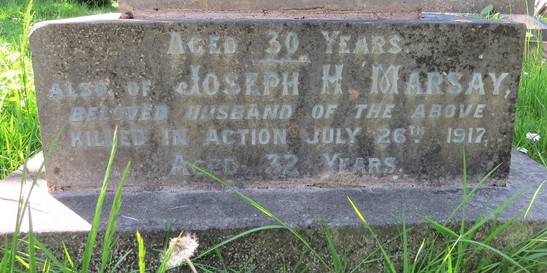 AGED 30 YEARS.
ALSO OF JOSEPH H. MARSAY,
BELOVED HUSBAND OF THE ABOVE
KILLED IN ACTION JULY 26TH 1917,
AGED 32 YEARS.